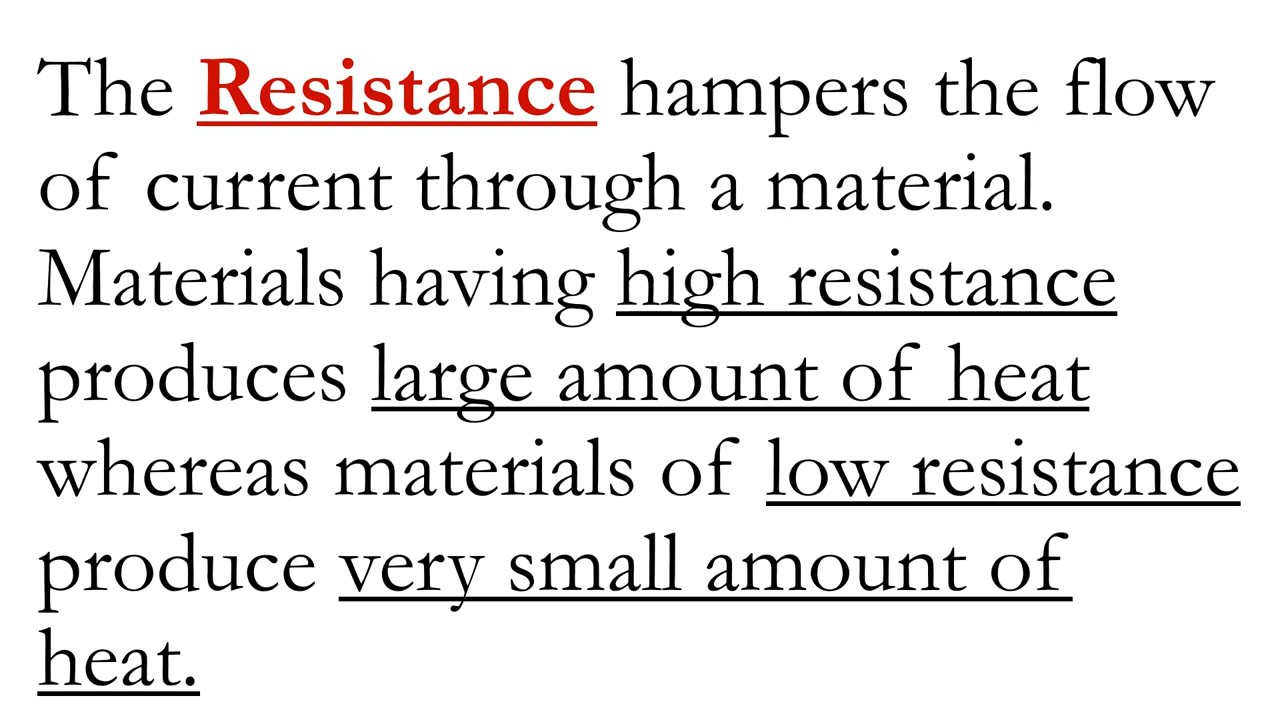 The Resistance hampers the flow
of current through a material.
Materials having high resistance
produces large amount of heat
whereas materials of low resistance
produce very small amount of
heat.